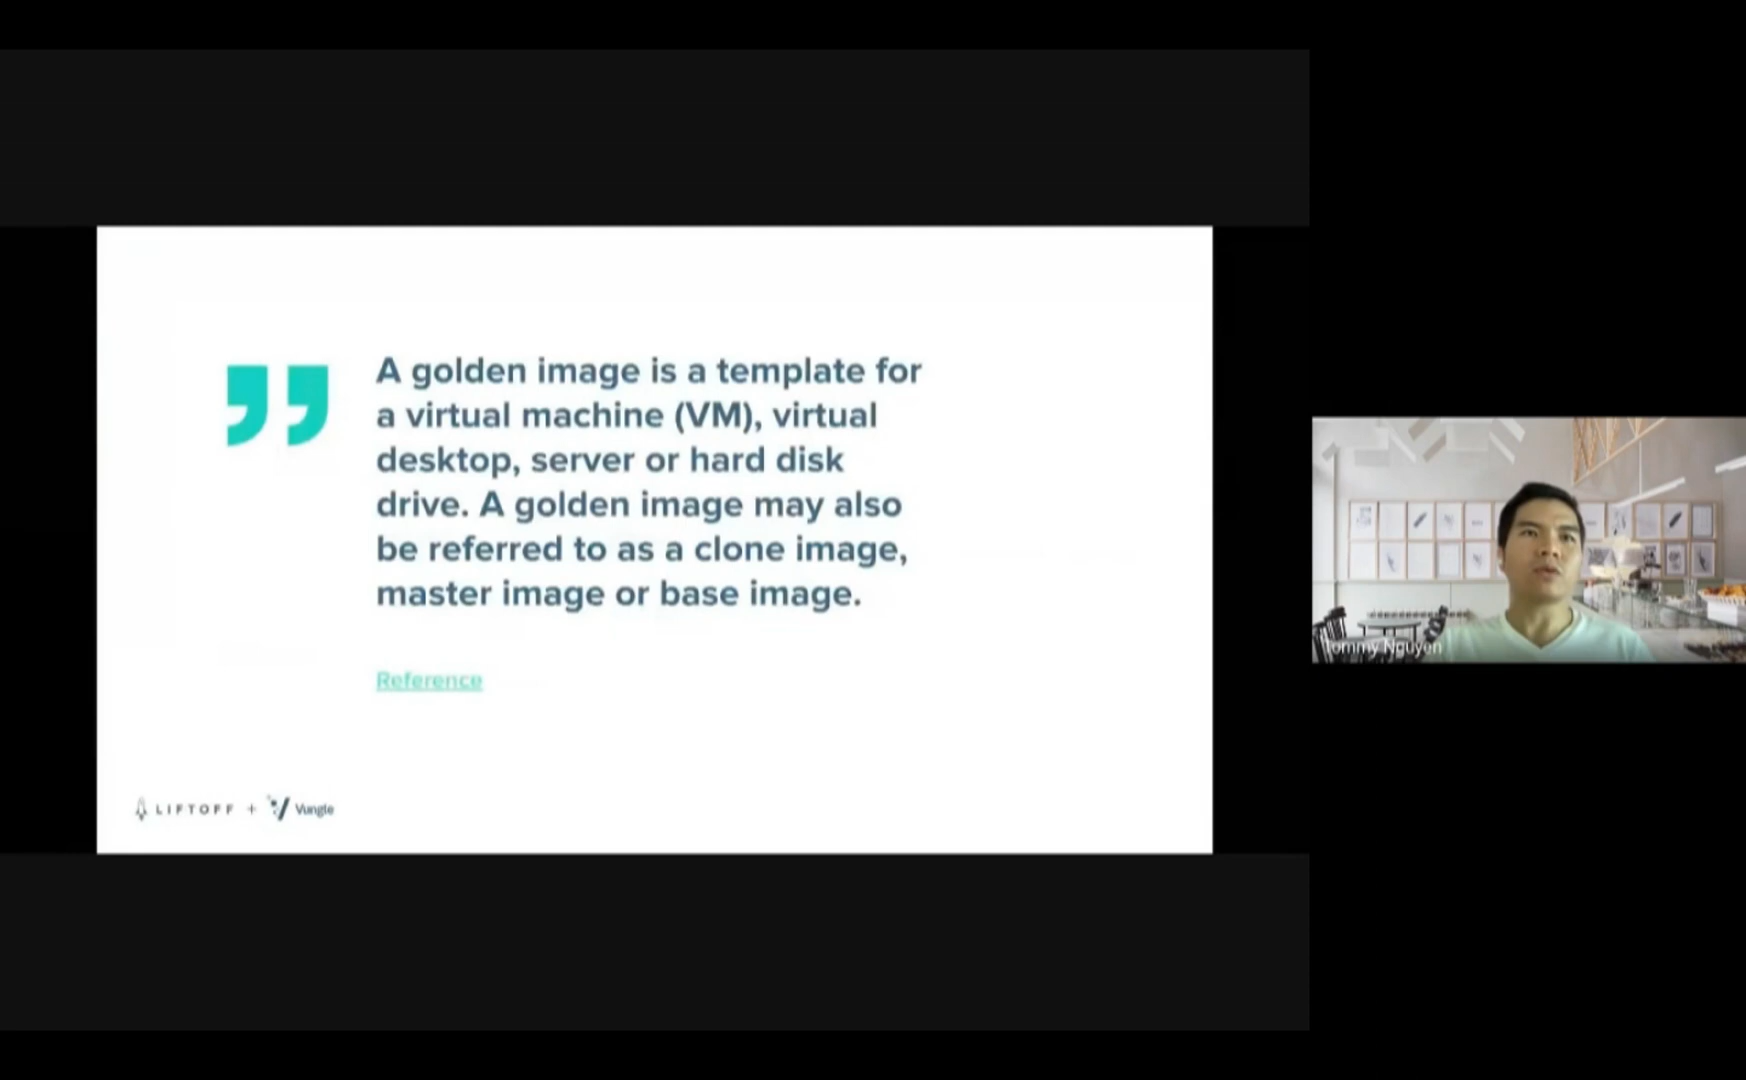 A golden image is a template for
a virtual machine (VM), virtual
desktop, server or hard disk
drive. A golden image may also
be referred to as a clone image,
master image or base image.
Reference
LIFTOFF + Vungle
Tommy Nguyen